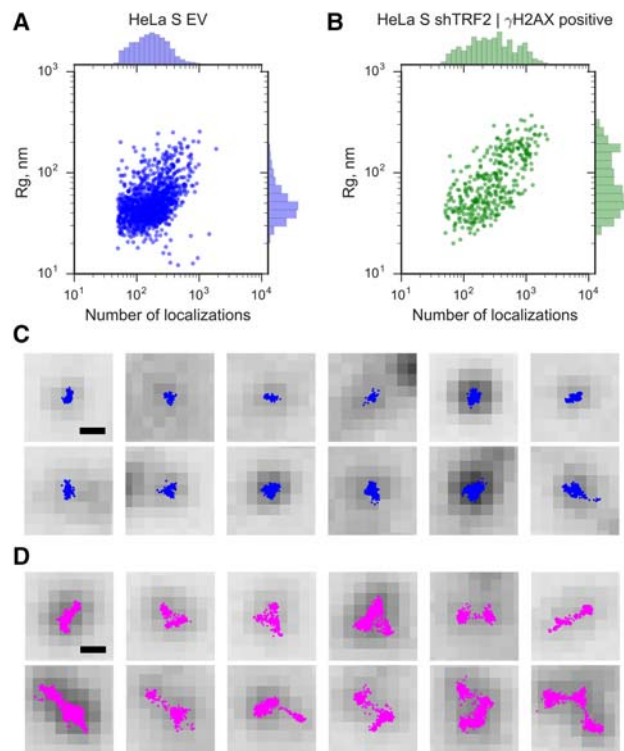 A
HeLa S EV
10³
10²
10¹
Rg, nm
10¹
10²
10³
10⁴
Number of localizations
B
HeLa S shTRF2 | γH2AX positive
10³
10²
10¹
Rg, nm
10¹
10²
10³
10⁴
Number of localizations
C
D